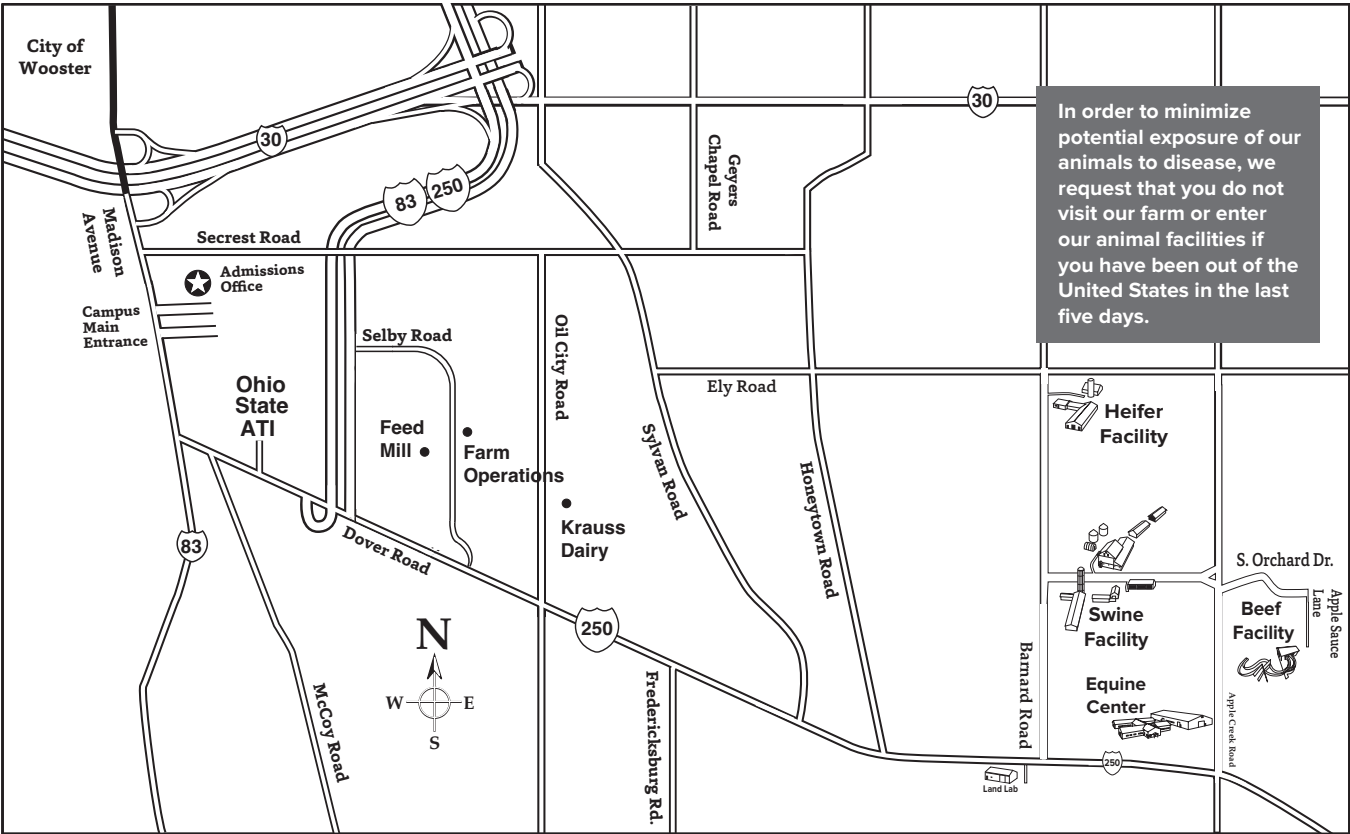 City of
Wooster
30
30
In order to minimize
potential exposure of our
animals to disease, we
request that you do not
visit our farm or enter
our animal facilities if
you have been out of the
United States in the last
five days.
Geyers
Chapel Road
83
250
Madison
Avenue
Secrest Road
Admissions
Office
Campus
Main
Entrance
Selby Road
Oil City Road
Ely Road
Ohio
State
ATI
Feed
Mill
Farm
Operations
Sylvan Road
Honeytown Road
Heifer
Facility
Krauss
Dairy
83
Dover Road
S. Orchard Dr.
Apple Sauce
Lane
Swine
Facility
Beef
Facility
250
N
W
E
S
McCoy Road
Fredericksburg Rd.
Barnard Road
Equine
Center
Apple Creek Road
250
Land Lab